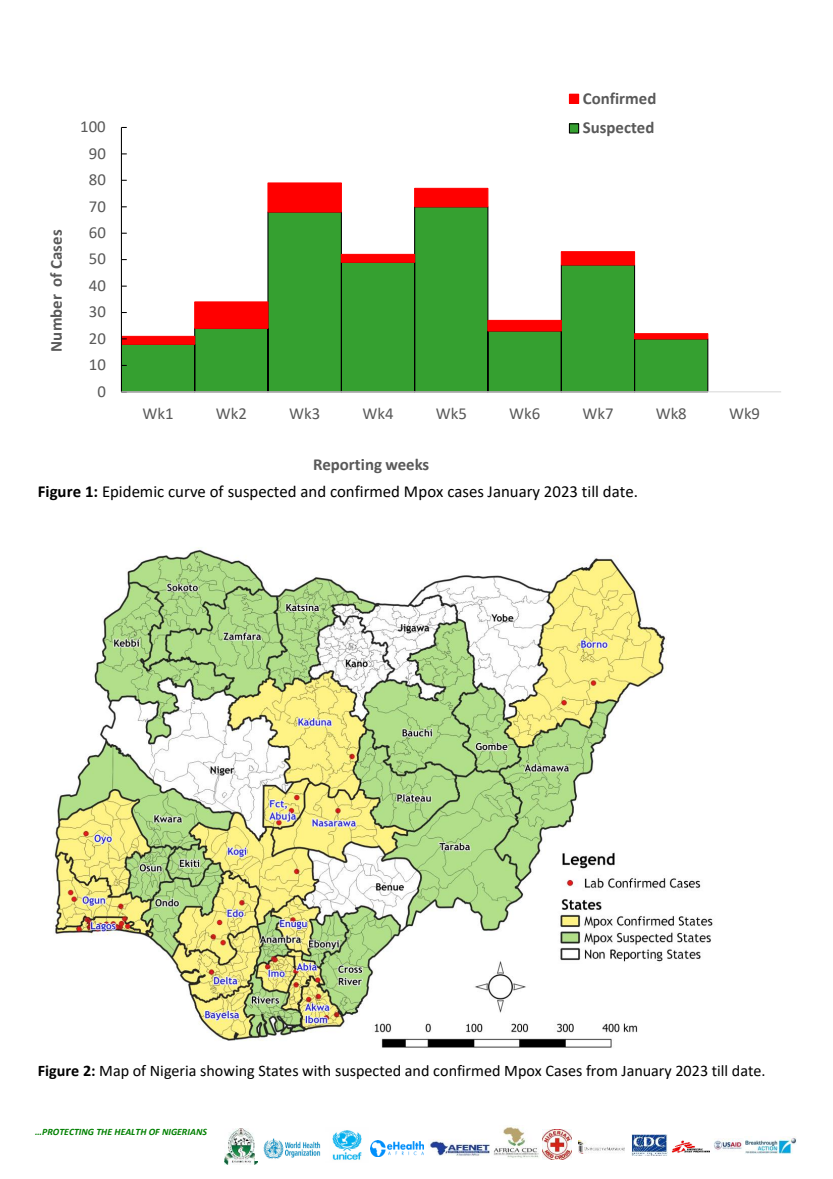 Confirmed
Suspected
100
90
80
70
60
50
40
30
20
10
0
Number of Cases
Wk1 Wk2 Wk3 Wk4 Wk5 Wk6 Wk7 Wk8 Wk9
Reporting weeks
Figure 1: Epidemic curve of suspected and confirmed Mpox cases January 2023 till date.
Sokoto
Katsina
Yobe
Jigawa
Kebbi
Zamfara
Borno
Kano
Kaduna
Bauchi
Gombe
Niger
Adamawa
Plateau
Fct,
Abuja
Nasarawa
Kwara
Oyo
Taraba
Kogi
Osun
Ekiti
Benue
Ogun
Ondo
Edo
Enugu
Lagos
Anambra
Ebonyi
Imo
Abia
Cross
River
Delta
Rivers
Akwa
Ibom
Bayelsa
Legend
Lab Confirmed Cases
States
Mpox Confirmed States
Mpox Suspected States
Non Reporting States
100 0 100 200 300 400 km
Figure 2: Map of Nigeria showing States with suspected and confirmed Mpox Cases from January 2023 till date.
...PROTECTING THE HEALTH OF NIGERIANS
World Health
Organization
unicef
eHealth
AFRICA
AFENET
AFRICA CDC
NIGERIAN
RED CROSS
CDC
USAID
Breakthrough
ACTION